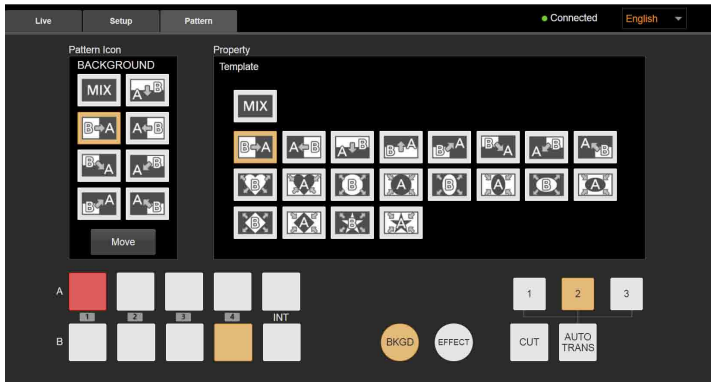 Live Setup Pattern Connected English
Pattern Icon Property
BACKGROUND Template
MIX A B MIX
B A A B B A A B A B B A B A B A A B A B
B A A B B A B A B A B A
B A A B B A B A
Move
A 1 2 3
1 2 3 4 INT
B BKGD EFFECT CUT AUTO
TRANS